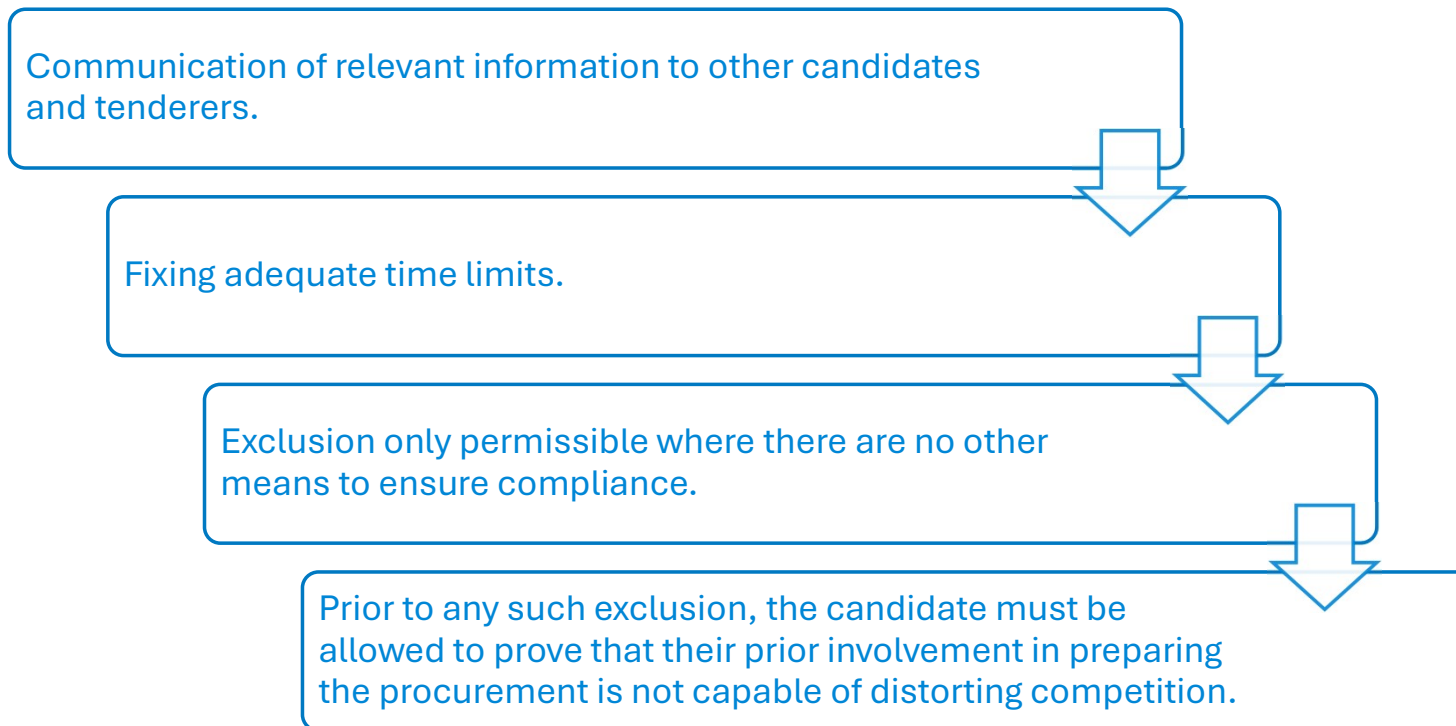 Communication of relevant information to other candidates
and tenderers.
Fixing adequate time limits.
Exclusion only permissible where there are no other
means to ensure compliance.
Prior to any such exclusion, the candidate must be
allowed to prove that their prior involvement in preparing
the procurement is not capable of distorting competition.